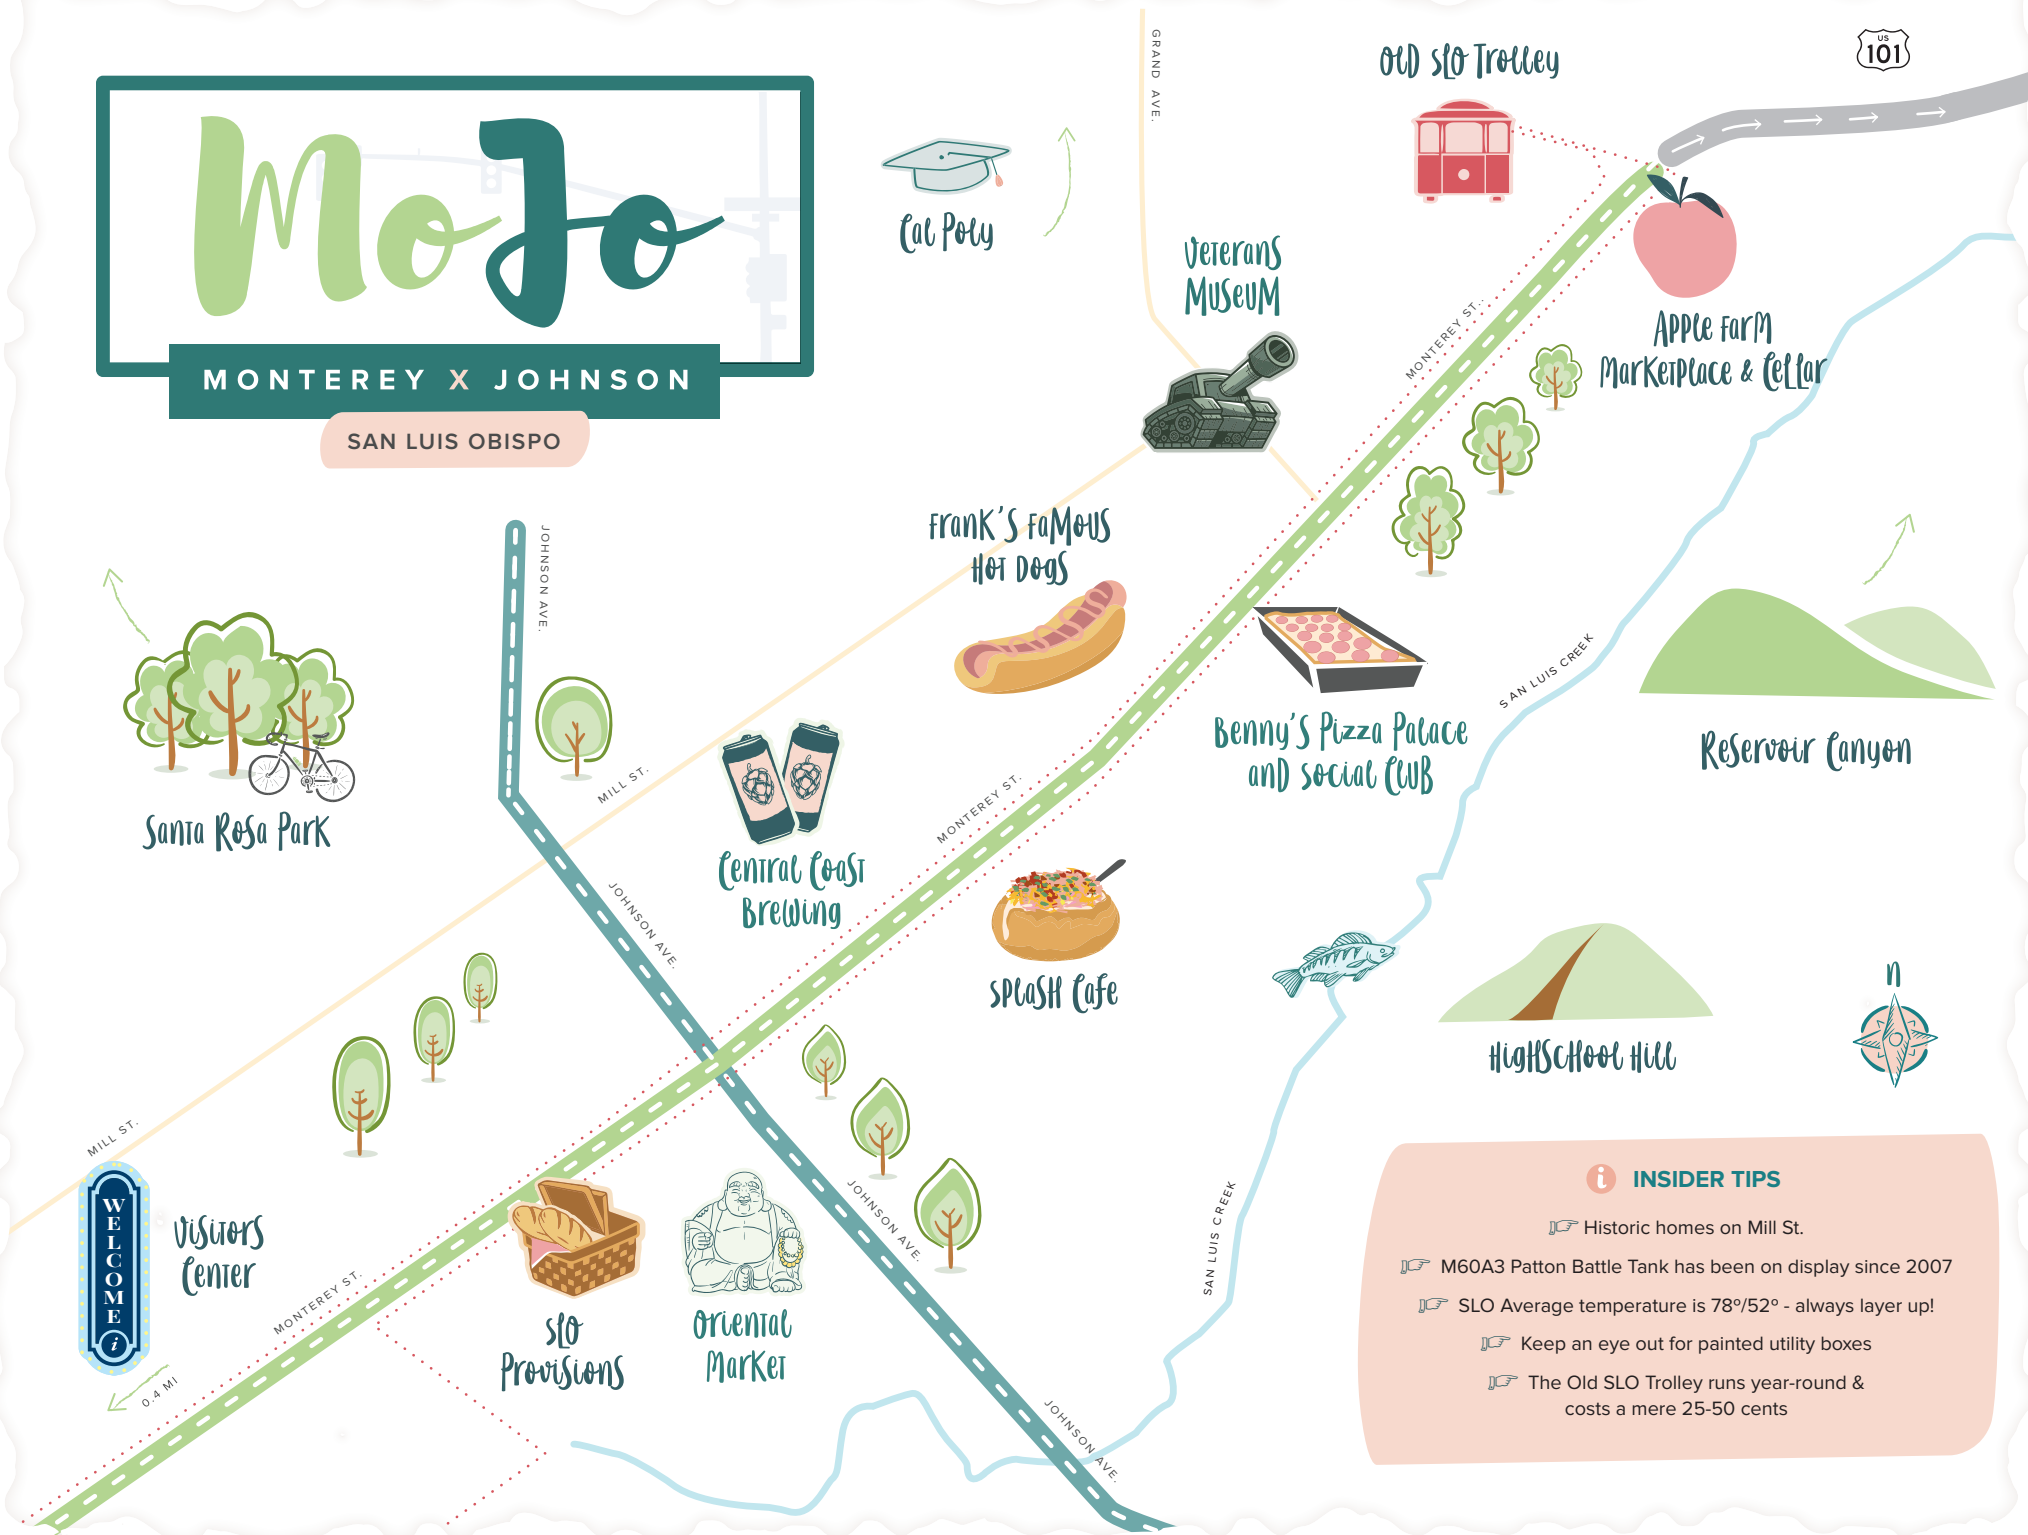 MoJo
MONTEREY X JOHNSON
SAN LUIS OBISPO
GRAND AVE.
OLD SLO Trolley
US
101
Cal Poly
Veterans
Museum
MONTEREY ST.
Apple Farm
Marketplace & Cellar
Frank's Famous
Hot Dogs
JOHNSON AVE.
SAN LUIS CREEK
Benny's Pizza Palace
and Social Club
Reservoir Canyon
MILL ST.
MONTEREY ST.
Santa Rosa Park
Central Coast
Brewing
JOHNSON AVE.
Splash Cafe
Highschool Hill
n
MILL ST.
WELCOME
i
Visitors
Center
MONTEREY ST.
0.4 MI
SLO
Provisions
Oriental
Market
JOHNSON AVE.
SAN LUIS CREEK
JOHNSON AVE.
i INSIDER TIPS
Historic homes on Mill St.
M60A3 Patton Battle Tank has been on display since 2007
SLO Average temperature is 78º/52º - always layer up!
Keep an eye out for painted utility boxes
The Old SLO Trolley runs year-round &
costs a mere 25-50 cents